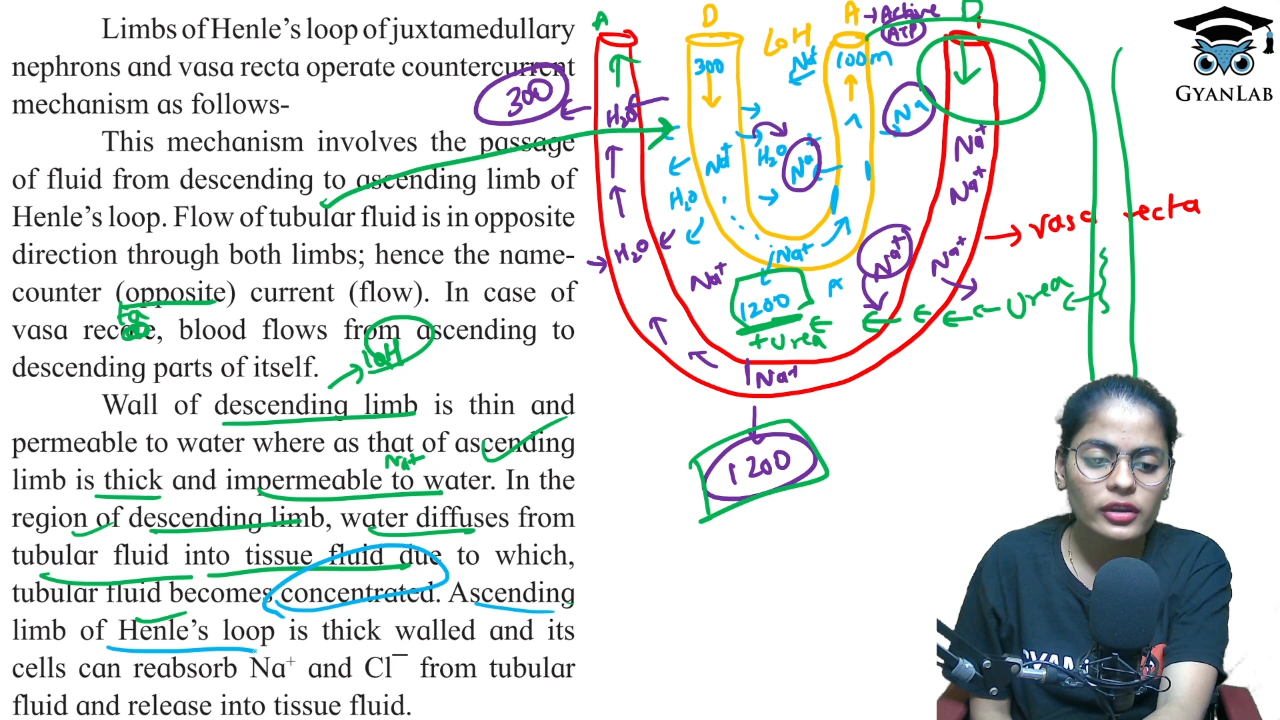 Limbs of Henle's loop of juxtamedullary
nephrons and vasa recta operate countercurrent
mechanism as follows-
This mechanism involves the passage
of fluid from descending to ascending limb of
Henle's loop. Flow of tubular fluid is in opposite
direction through both limbs; hence the name-
counter (opposite) current (flow). In case of
vasa recta, blood flows from ascending to
descending parts of itself.
LOH
Wall of descending limb is thin and
permeable to water where as that of ascending
Na+
limb is thick and impermeable to water. In the
region of descending limb, water diffuses from
tubular fluid into tissue fluid due to which,
tubular fluid becomes concentrated. Ascending
limb of Henle's loop is thick walled and its
cells can reabsorb Na+ and Cl− from tubular
fluid and release into tissue fluid.
A
D
LOH
A → Active
ATP
D
300
Na+
100m
300
H₂O
Na
Na+
H₂O
Na+
Na+
H₂O
Na+
H₂O
Na+
Na+
Na+
Na+
vasa recta
1200
Urea
+Urea
Na+
1200
GYANLAB